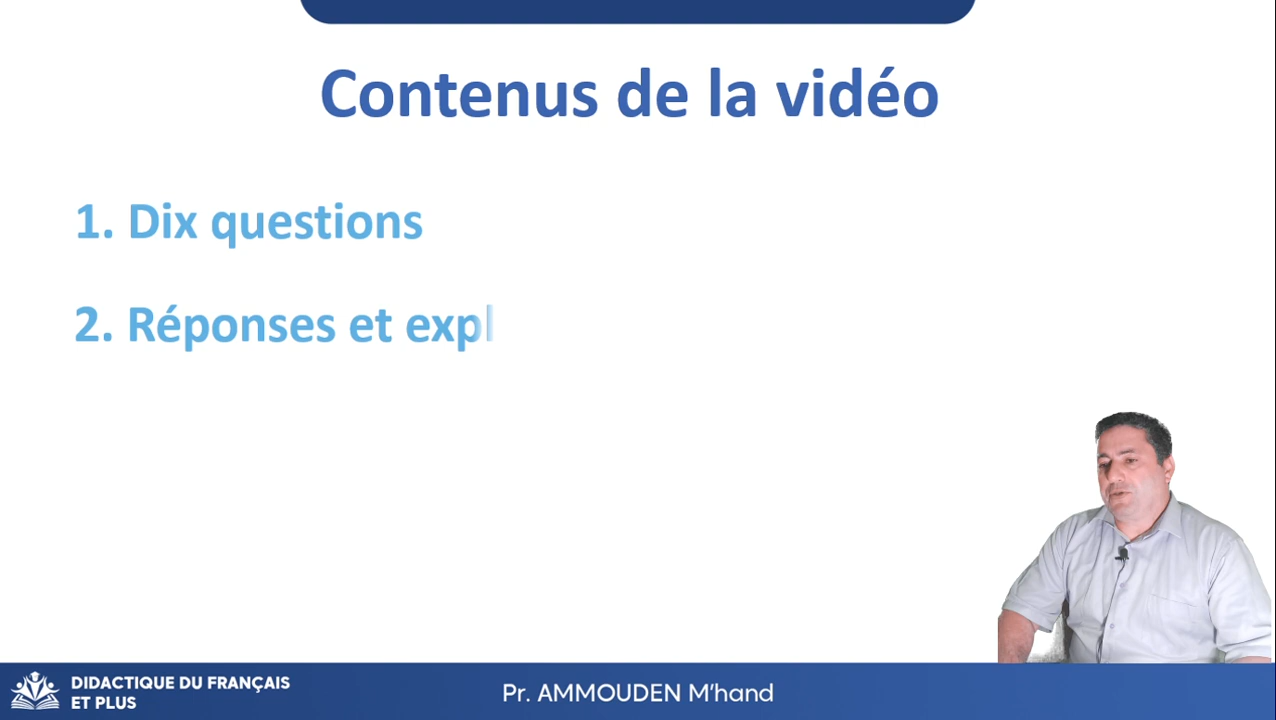 Contenus de la vidéo
1. Dix questions
2. Réponses et expl
DIDACTIQUE DU FRANÇAIS
ET PLUS
Pr. AMMOUDEN M'hand